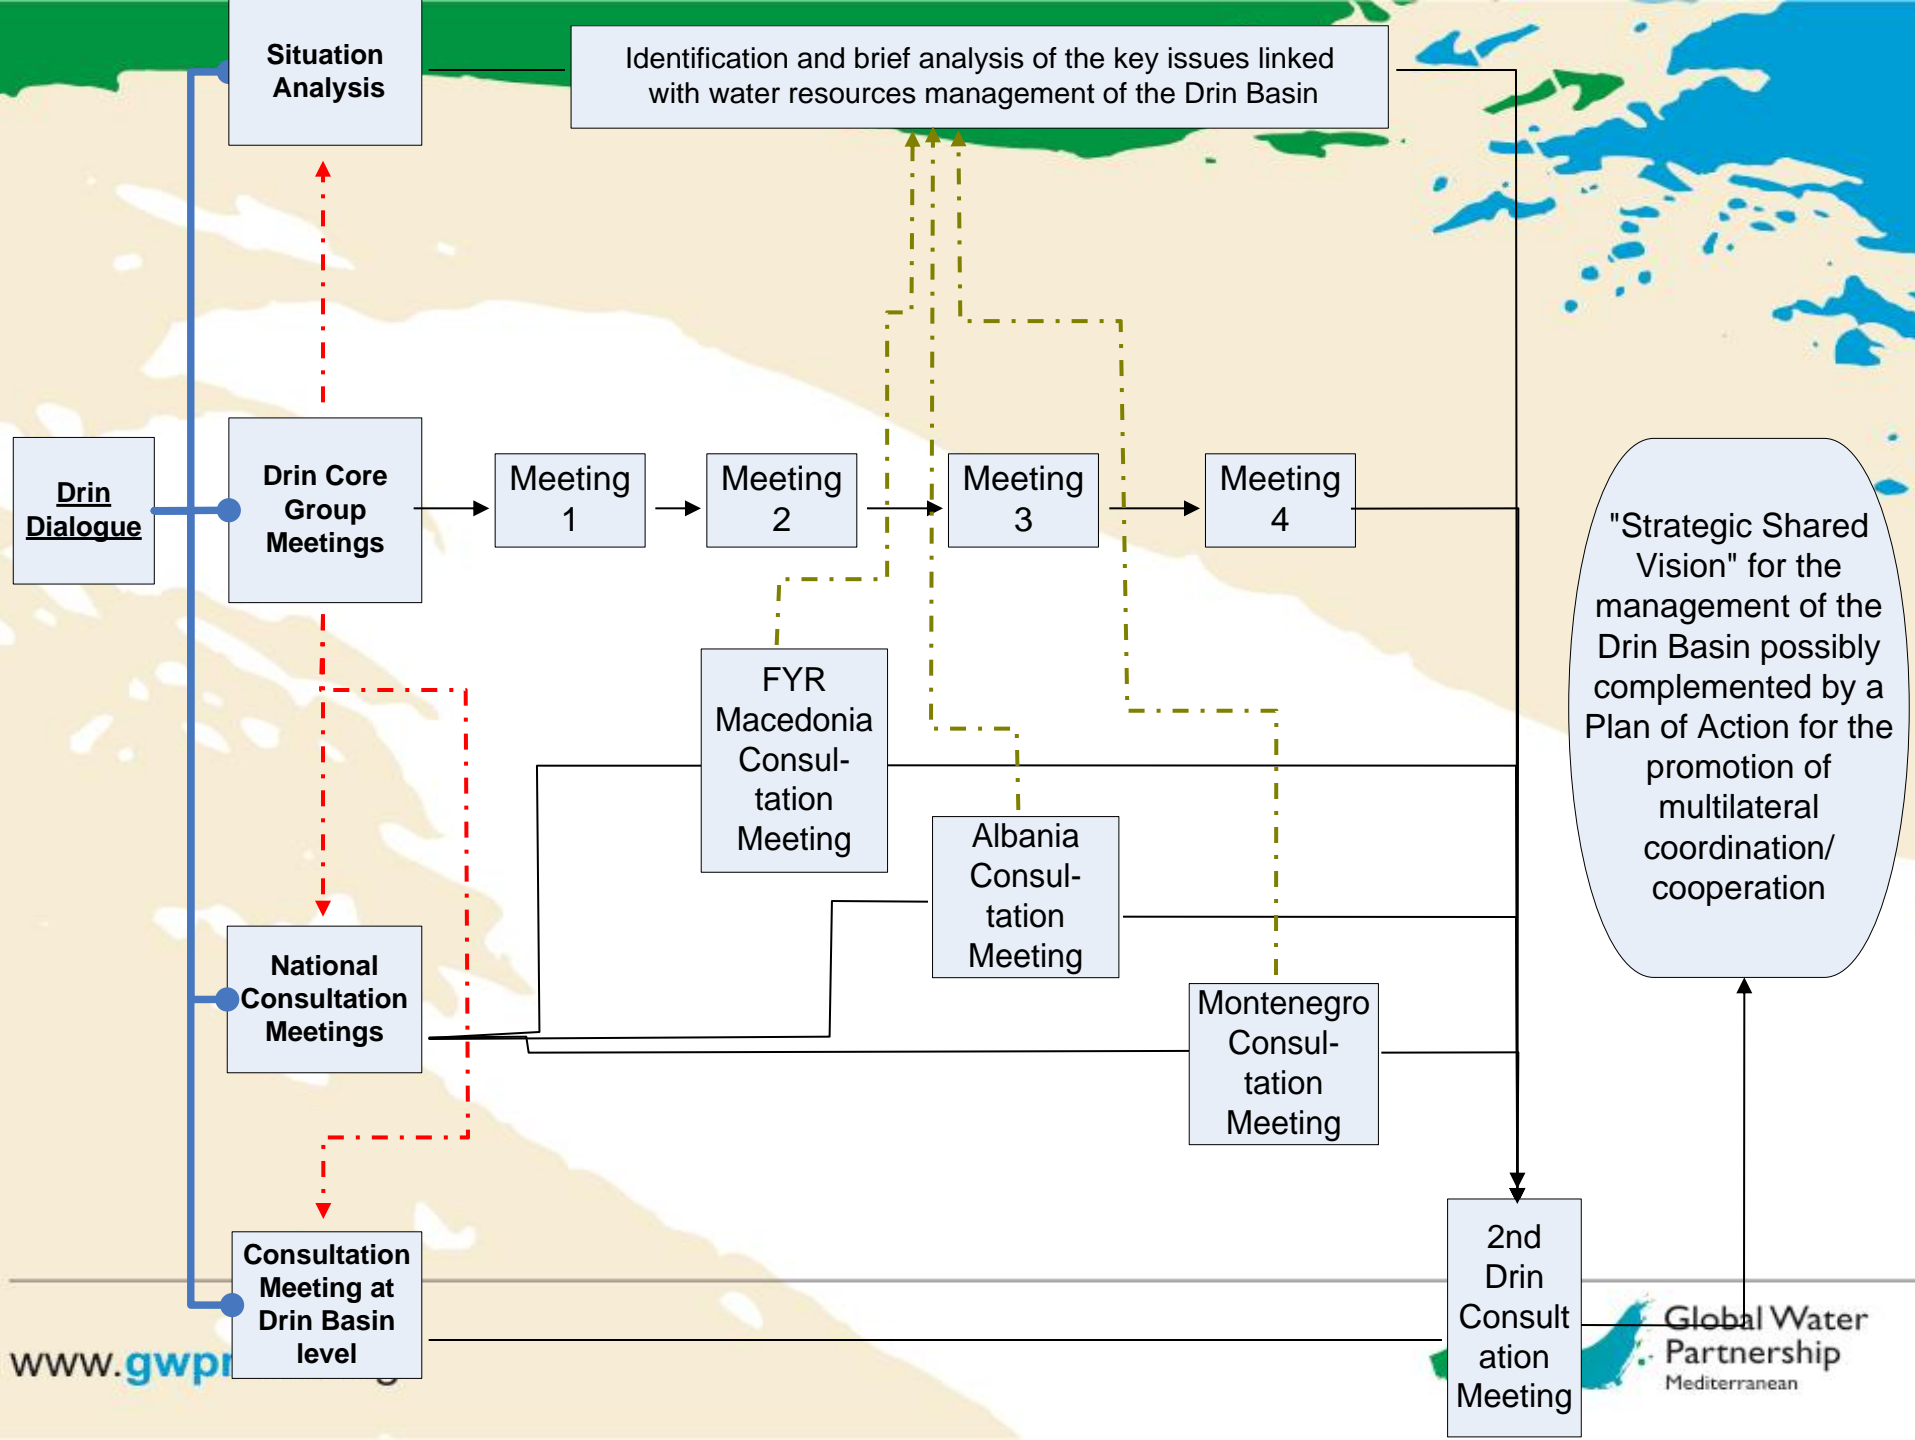 Situation
Analysis
Identification and brief analysis of the key issues linked
with water resources management of the Drin Basin
Drin
Dialogue
Drin Core
Group
Meetings
Meeting
1
Meeting
2
Meeting
3
Meeting
4
"Strategic Shared
Vision" for the
management of the
Drin Basin possibly
complemented by a
Plan of Action for the
promotion of
multilateral
coordination/
cooperation
FYR
Macedonia
Consul-
tation
Meeting
Albania
Consul-
tation
Meeting
National
Consultation
Meetings
Montenegro
Consul-
tation
Meeting
Consultation
Meeting at
Drin Basin
level
2nd
Drin
Consult
ation
Meeting
Global Water
Partnership
Mediterranean